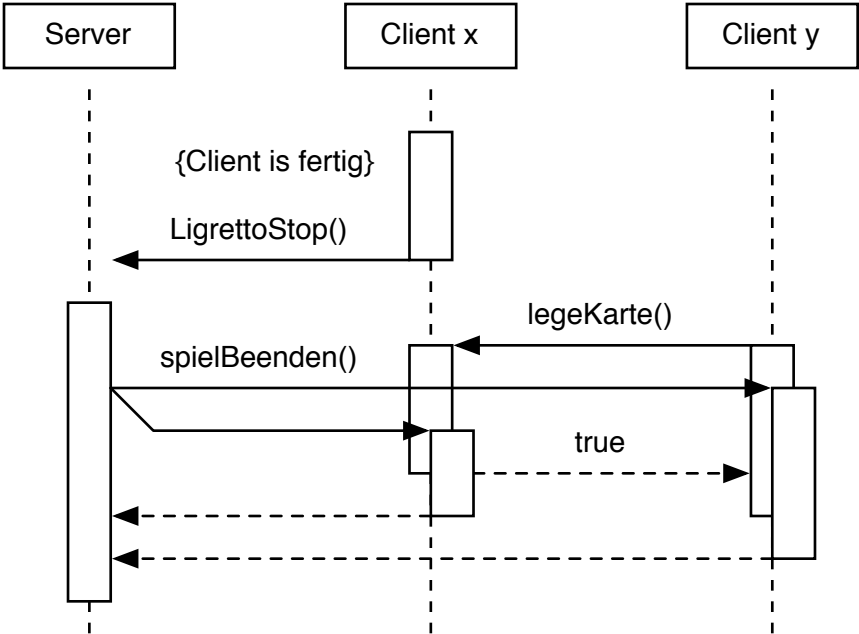 Server
Client x
Client y
{Client is fertig}
LigrettoStop()
legeKarte()
spielBeenden()
true